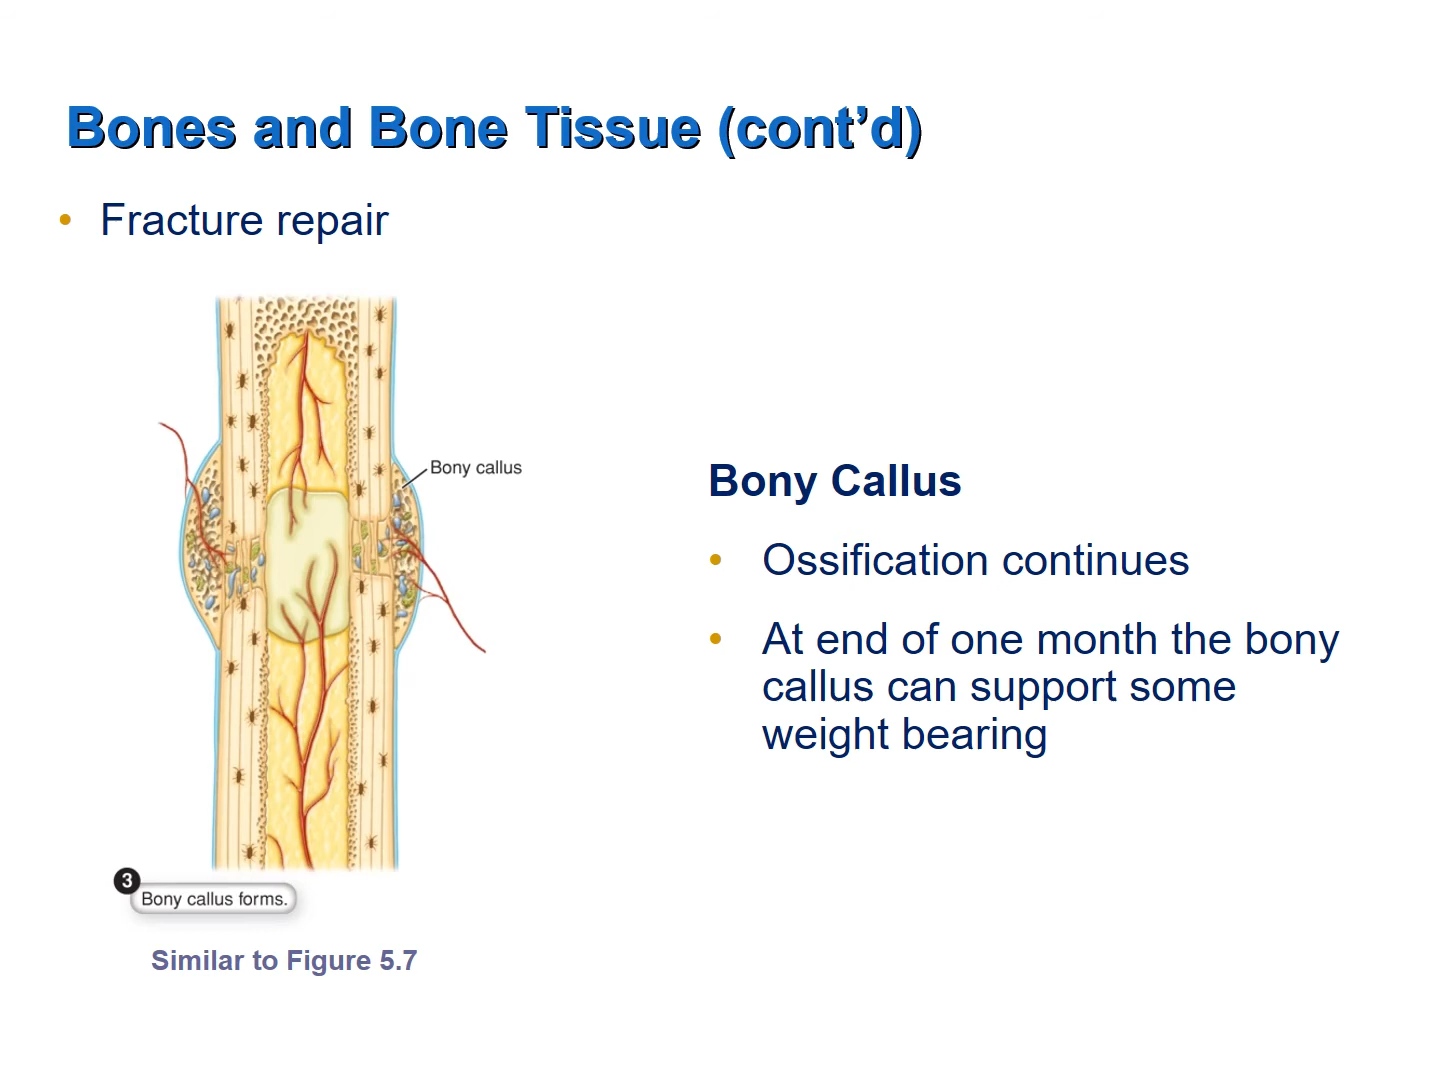 Bones and Bone Tissue (cont’d)
• Fracture repair
Bony callus
3
Bony callus forms.
Similar to Figure 5.7
Bony Callus
• Ossification continues
• At end of one month the bony
callus can support some
weight bearing